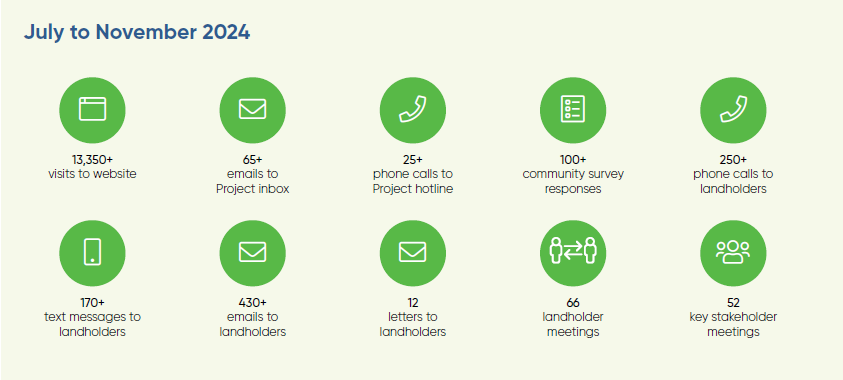 July to November 2024
13,350+
visits to website
65+
emails to
Project inbox
25+
phone calls to
Project hotline
100+
community survey
responses
250+
phone calls to
landholders
170+
text messages to
landholders
430+
emails to
landholders
12
letters to
landholders
66
landholder
meetings
52
key stakeholder
meetings